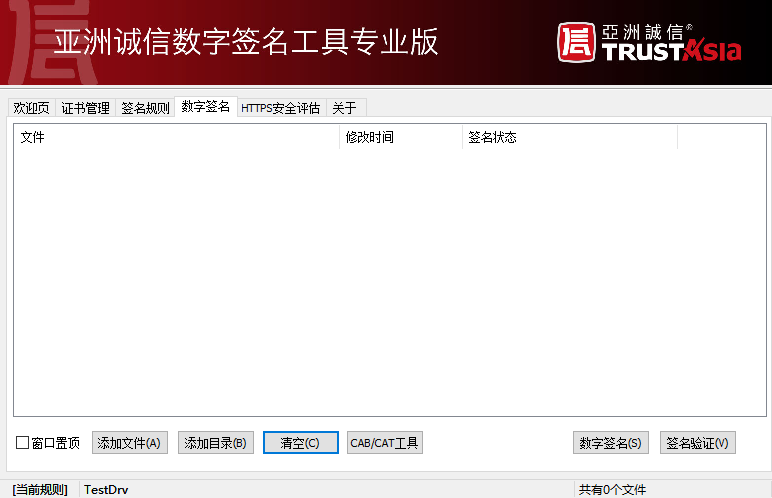 亚洲诚信数字签名工具专业版
信 亞洲誠信®
TRUSTAsia
欢迎页 证书管理 签名规则 数字签名 HTTPS安全评估 关于
文件 修改时间 签名状态
窗口置顶 添加文件(A) 添加目录(B) 清空(C) CAB/CAT工具 数字签名(S) 签名验证(V)
[当前规则] TestDrv 共有0个文件